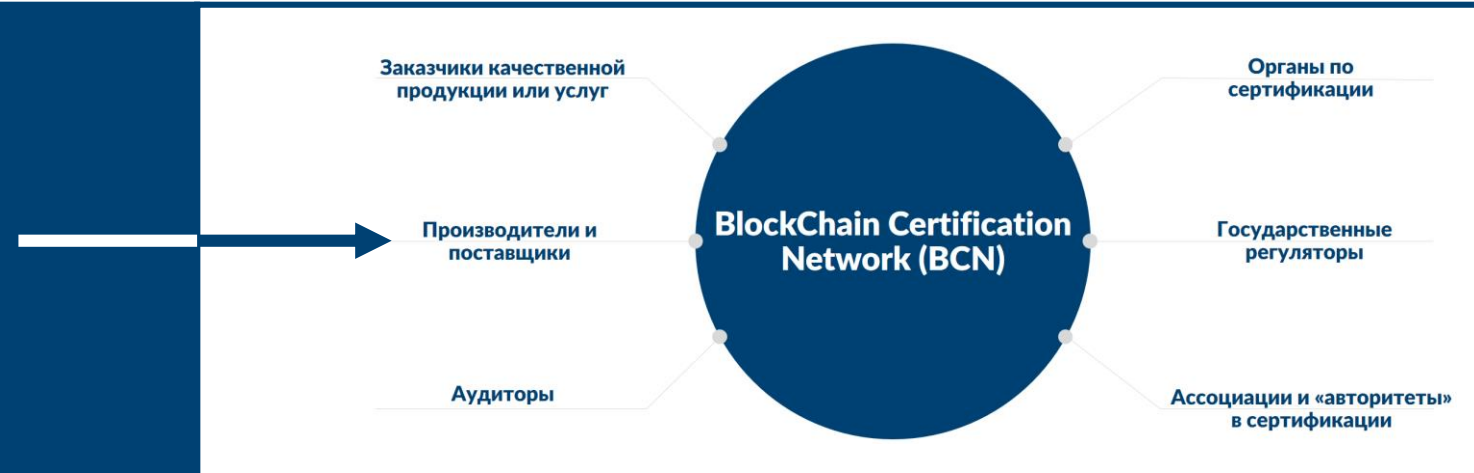 Заказчики качественной
продукции или услуг
Производители и
поставщики
Аудиторы
BlockChain Certification
Network (BCN)
Органы по
сертификации
Государственные
регуляторы
Ассоциации и «авторитеты»
в сертификации